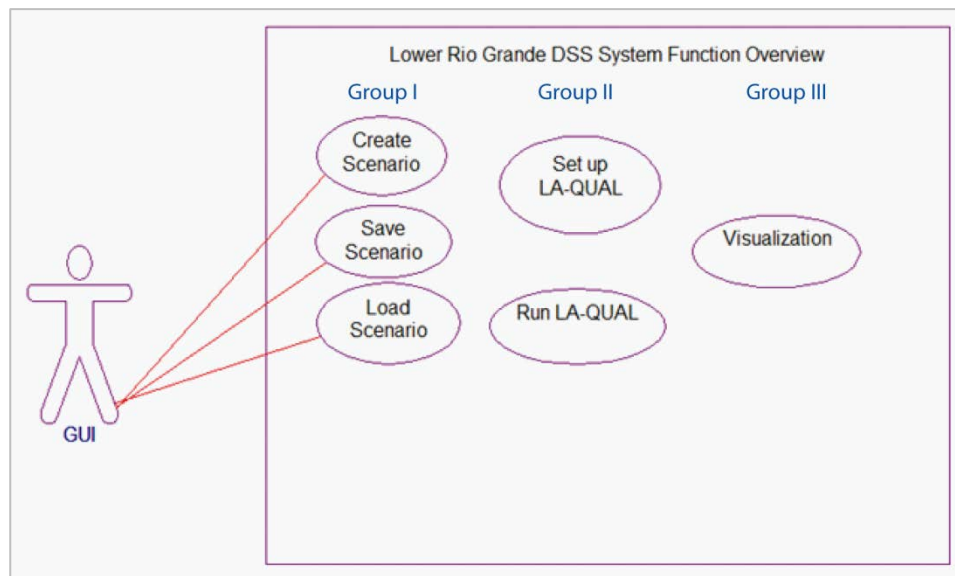 Lower Rio Grande DSS System Function Overview
Group I
Group II
Group III
Create
Scenario
Save
Scenario
Load
Scenario
Set up
LA-QUAL
Run LA-QUAL
Visualization
GUI